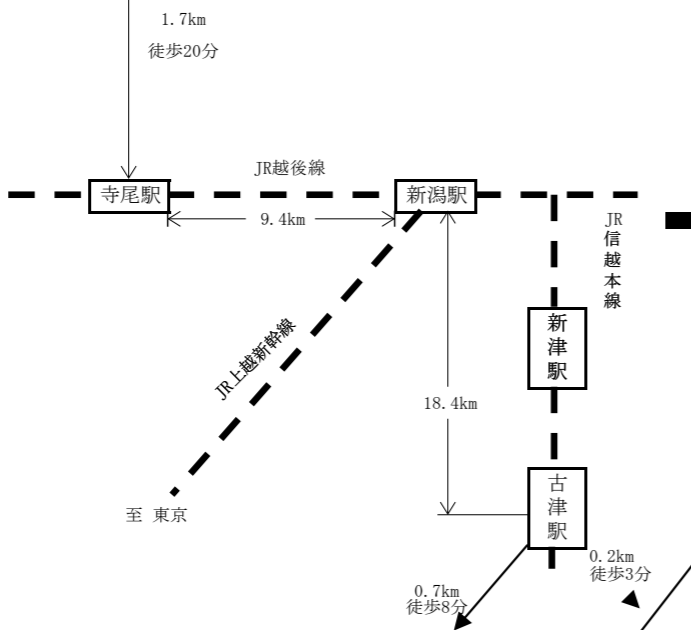 1.7km
徒歩20分
JR越後線
寺尾駅
新潟駅
9.4km
JR
信越本線
新津駅
JR上越新幹線
18.4km
古津駅
至 東京
0.2km
徒歩3分
0.7km
徒歩8分